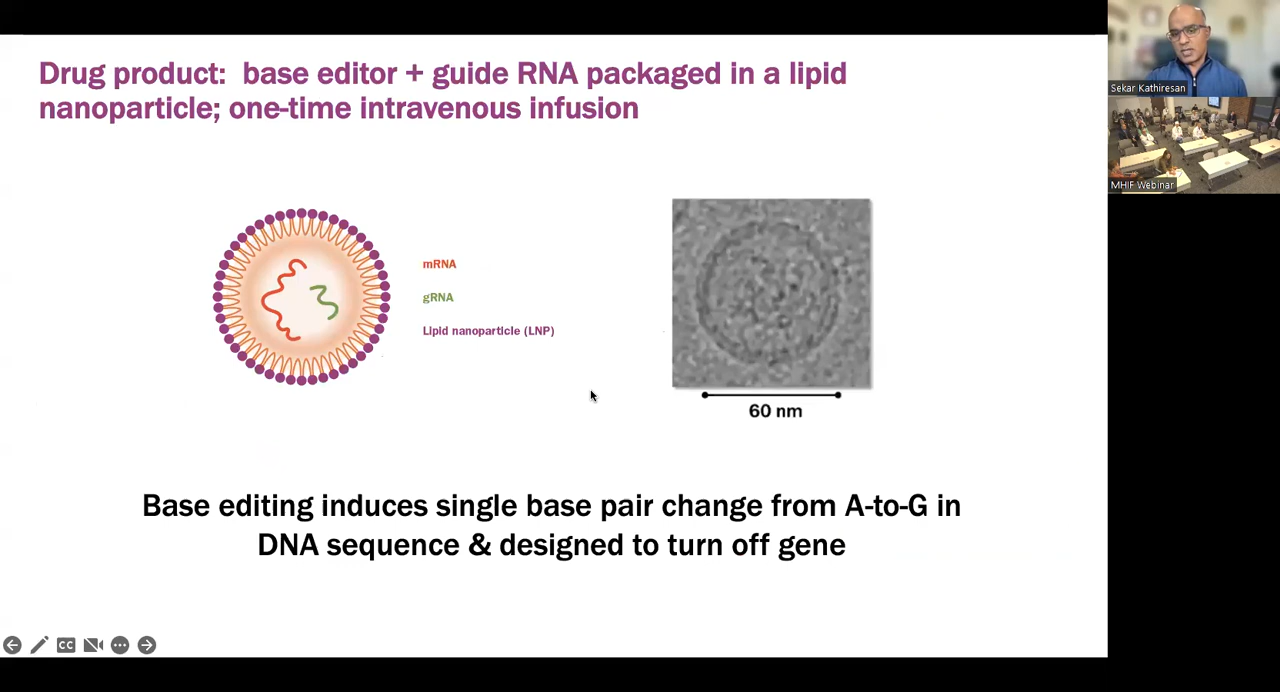 Drug product:  base editor + guide RNA packaged in a lipid
nanoparticle; one-time intravenous infusion
mRNA
gRNA
Lipid nanoparticle (LNP)
60 nm
Base editing induces single base pair change from A-to-G in
DNA sequence & designed to turn off gene
CC
Sekar Kathiresan
MHIF Webinar